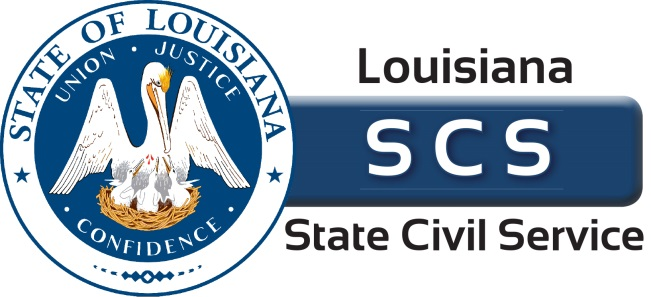 STATE OF LOUISIANA
UNION · JUSTICE
· CONFIDENCE ·
Louisiana
SCS
State Civil Service